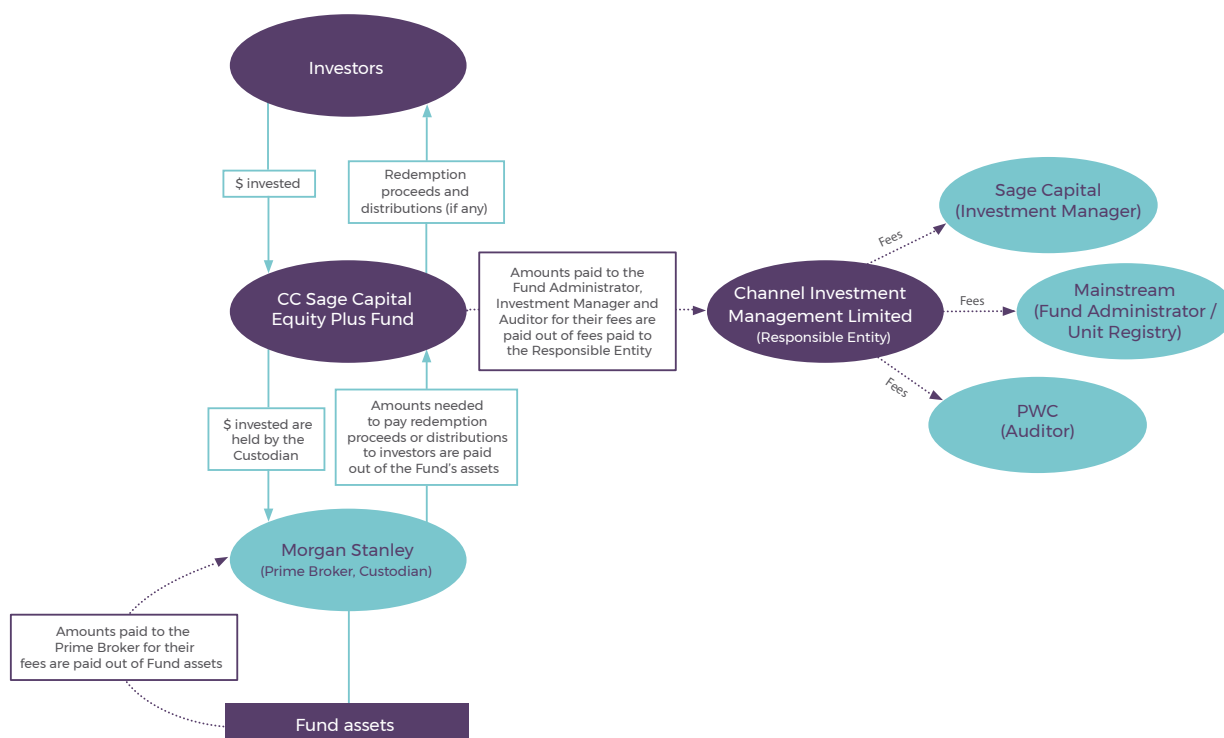 Investors
$ invested
Redemption
proceeds and
distributions (if any)
Sage Capital
(Investment Manager)
Fees
CC Sage Capital
Equity Plus Fund
Amounts paid to the
Fund Administrator,
Investment Manager and
Auditor for their fees are
paid out of fees paid to
the Responsible Entity
Channel Investment
Management Limited
(Responsible Entity)
Fees
Mainstream
(Fund Administrator /
Unit Registry)
Fees
PWC
(Auditor)
$ invested are
held by the
Custodian
Amounts needed
to pay redemption
proceeds or distributions
to investors are paid
out of the Fund's assets
Morgan Stanley
(Prime Broker, Custodian)
Amounts paid to the
Prime Broker for their
fees are paid out of Fund assets
Fund assets